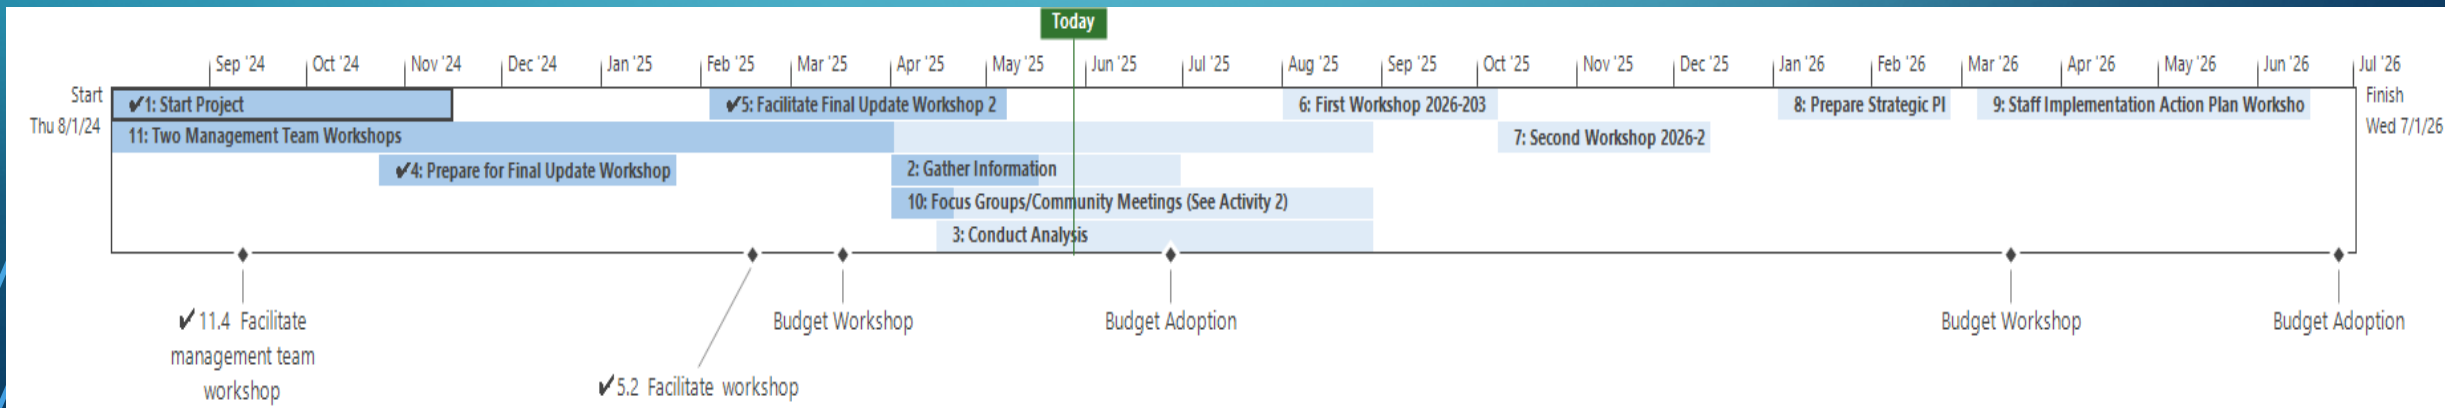 Today
Sep '24 Oct '24 Nov '24 Dec '24 Jan '25 Feb '25 Mar '25 Apr '25 May '25 Jun '25 Jul '25 Aug '25 Sep '25 Oct '25 Nov '25 Dec '25 Jan '26 Feb '26 Mar '26 Apr '26 May '26 Jun '26 Jul '26
Start
Thu 8/1/24
✔1: Start Project
✔5: Facilitate Final Update Workshop 2
6: First Workshop 2026-203
8: Prepare Strategic Pl
9: Staff Implementation Action Plan Worksho
Finish
Wed 7/1/26
11: Two Management Team Workshops
7: Second Workshop 2026-2
✔4: Prepare for Final Update Workshop
2: Gather Information
10: Focus Groups/Community Meetings (See Activity 2)
3: Conduct Analysis
✔ 11.4 Facilitate
management team
workshop
✔ 5.2 Facilitate workshop
Budget Workshop
Budget Adoption
Budget Workshop
Budget Adoption